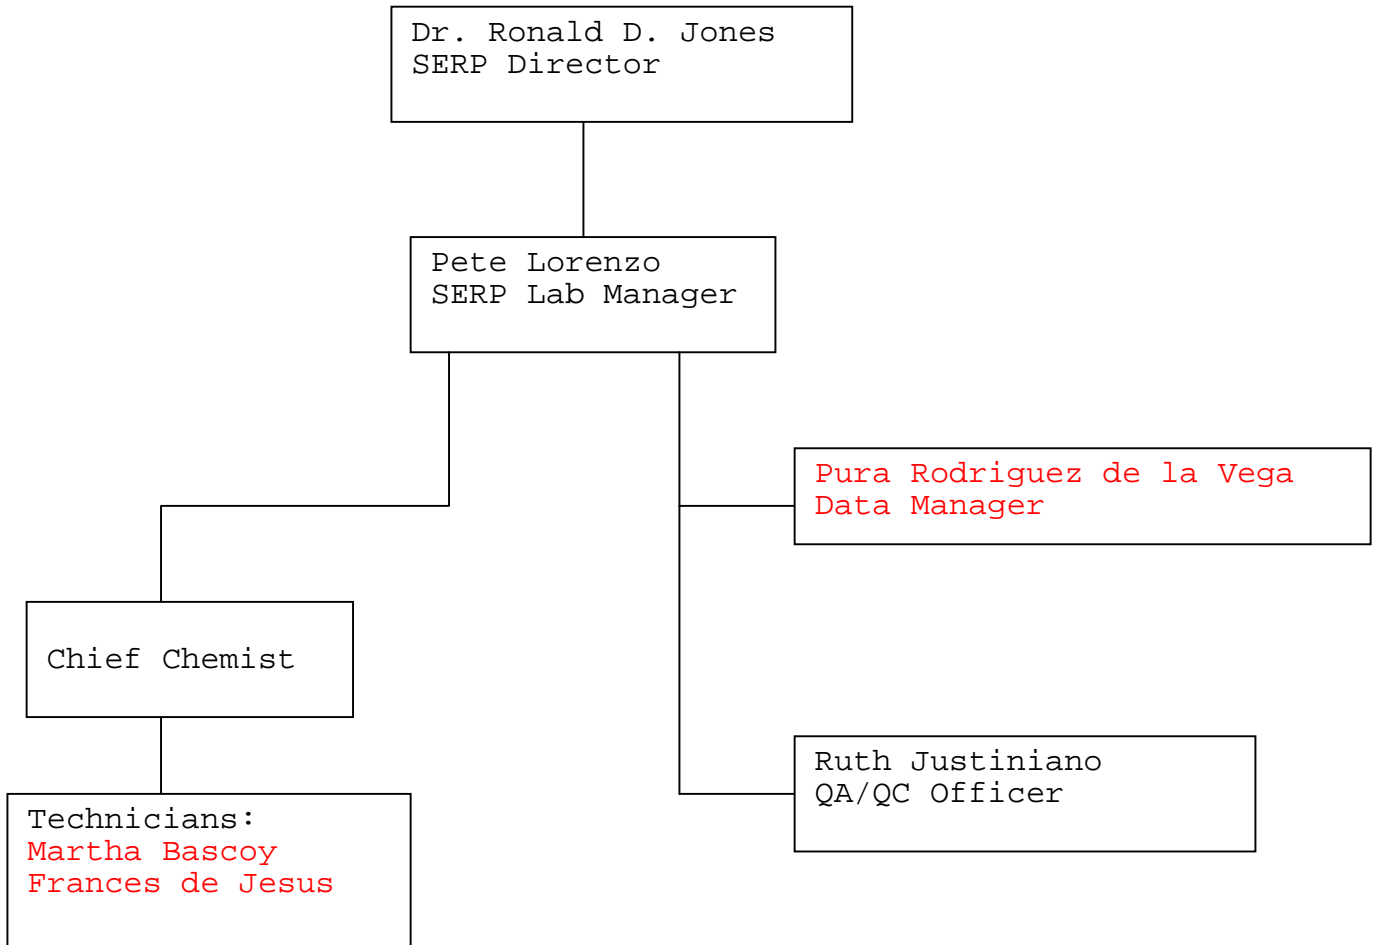 Dr. Ronald D. Jones
SERP Director
Pete Lorenzo
SERP Lab Manager
Pura Rodriguez de la Vega
Data Manager
Chief Chemist
Ruth Justiniano
QA/QC Officer
Technicians:
Martha Bascoy
Frances de Jesus